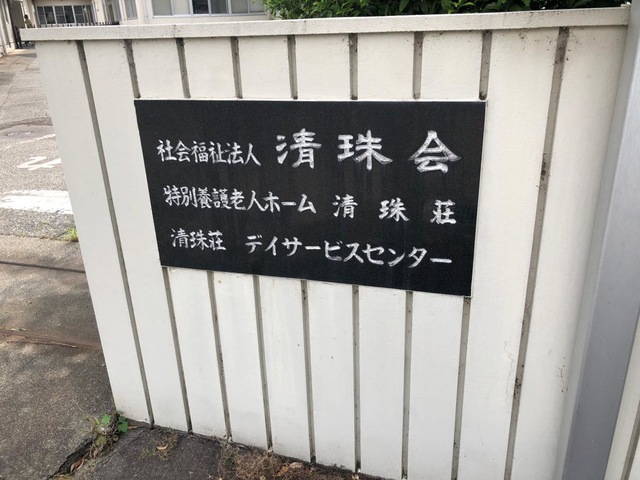 社会福祉法人 清珠会
特別養護老人ホーム 清珠荘
清珠荘 デイサービスセンター